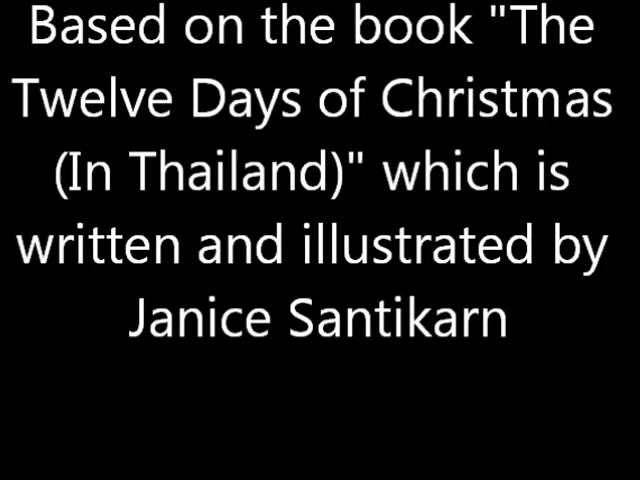 Based on the book "The
Twelve Days of Christmas
(In Thailand)" which is
written and illustrated by
Janice Santikarn